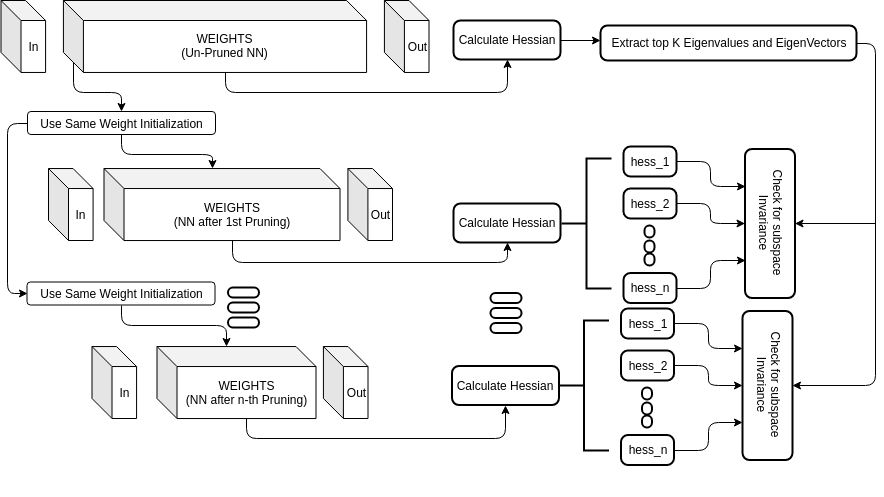 In
WEIGHTS
(Un-Pruned NN)
Out
Calculate Hessian
Extract top K Eigenvalues and EigenVectors
Use Same Weight Initialization
In
WEIGHTS
(NN after 1st Pruning)
Out
Calculate Hessian
hess_1
hess_2
hess_n
Check for subspace
Invariance
Use Same Weight Initialization
In
WEIGHTS
(NN after n-th Pruning)
Out
Calculate Hessian
hess_1
hess_2
hess_n
Check for subspace
Invariance